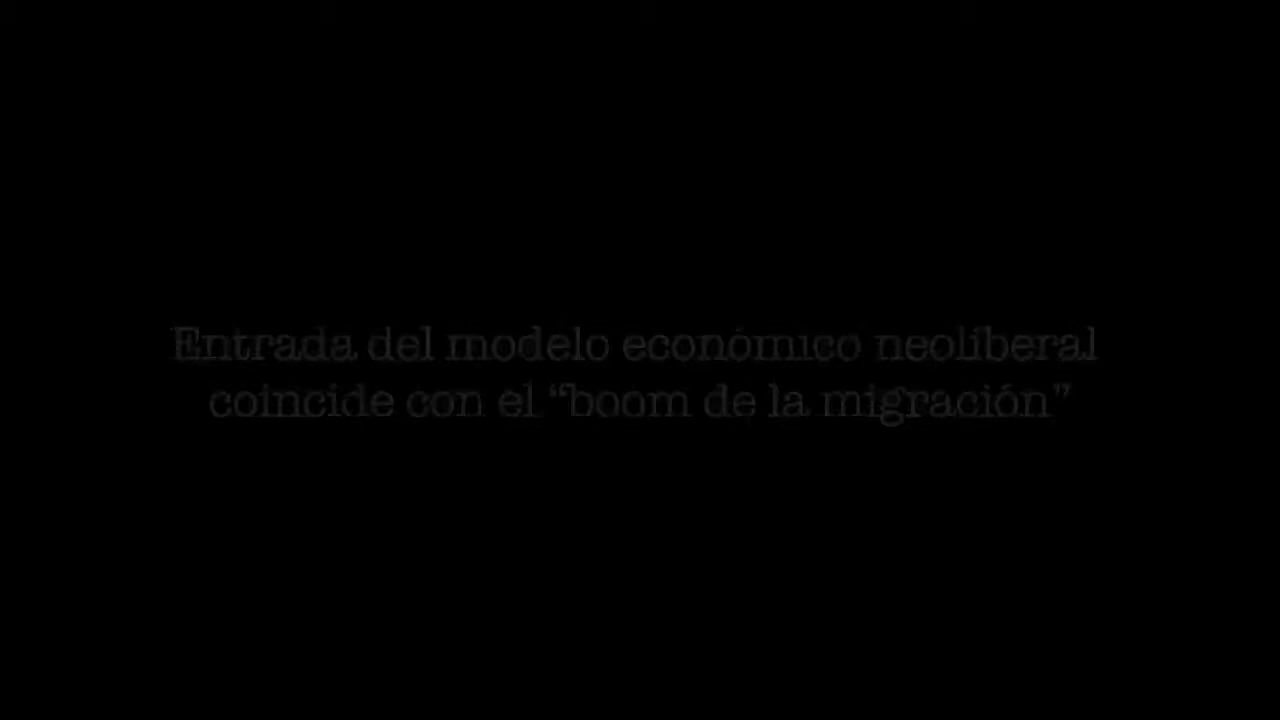 Entrada del modelo económico neoliberal
coincide con el “boom de la migración”